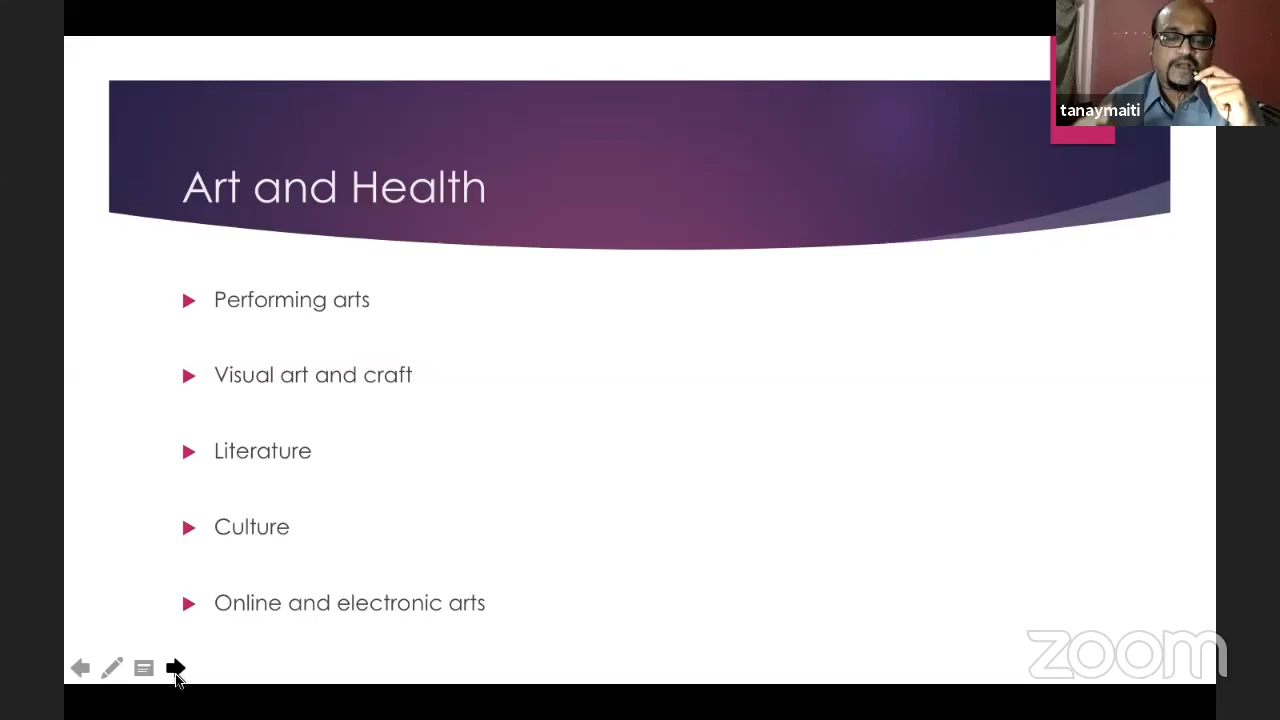 tanaymaiti
Art and Health
Performing arts
Visual art and craft
Literature
Culture
Online and electronic arts
zoom